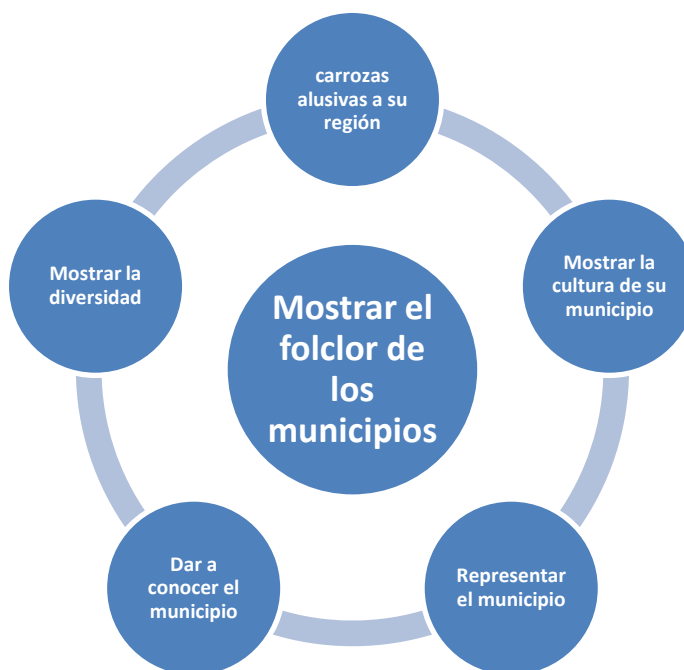 carrozas
alusivas a su
región
Mostrar la
diversidad
Mostrar la
cultura de su
municipio
Mostrar el
folclor de
los
municipios
Dar a
conocer el
municipio
Representar
el municipio